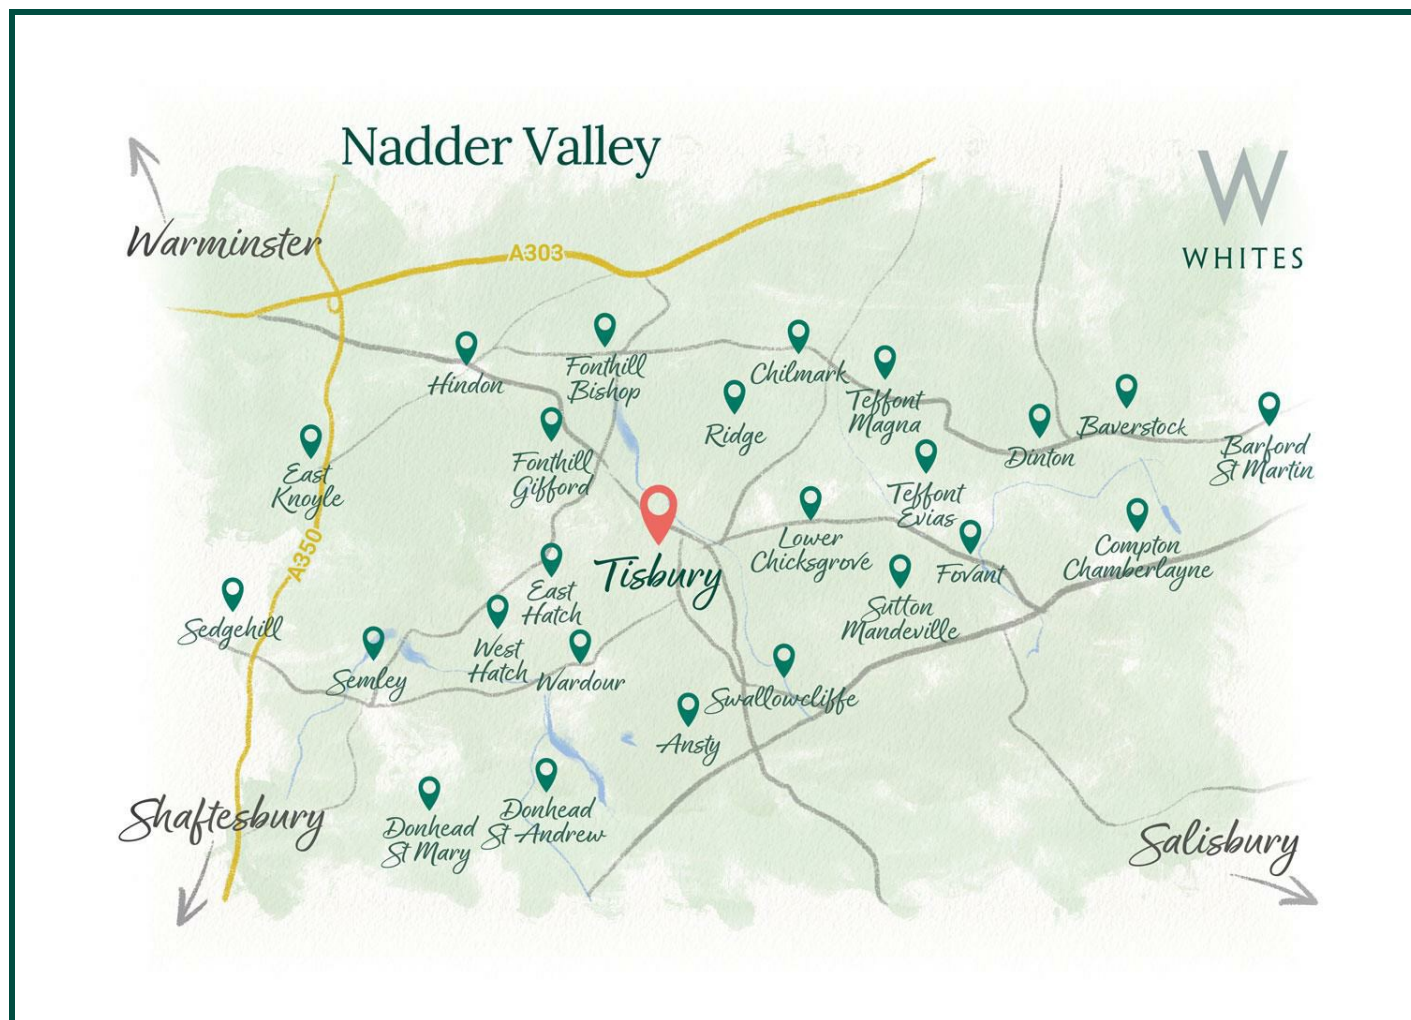 Nadder Valley
W
WHITES
Warminster
A303
Hindon
Fonthill
Bishop
Chilmark
Teffont
Magna
Ridge
Baverstock
Barford
St Martin
Dinton
East
Knoyle
Fonthill
Gifford
Teffont
Evias
A350
Tisbury
Lower
Chicksgrove
Fovant
Compton
Chamberlayne
East
Hatch
Sutton
Mandeville
Sedgehill
West
Hatch
Semley
Wardour
Swallowcliffe
Ansty
Shaftesbury
Donhead
St Mary
Donhead
St Andrew
Salisbury